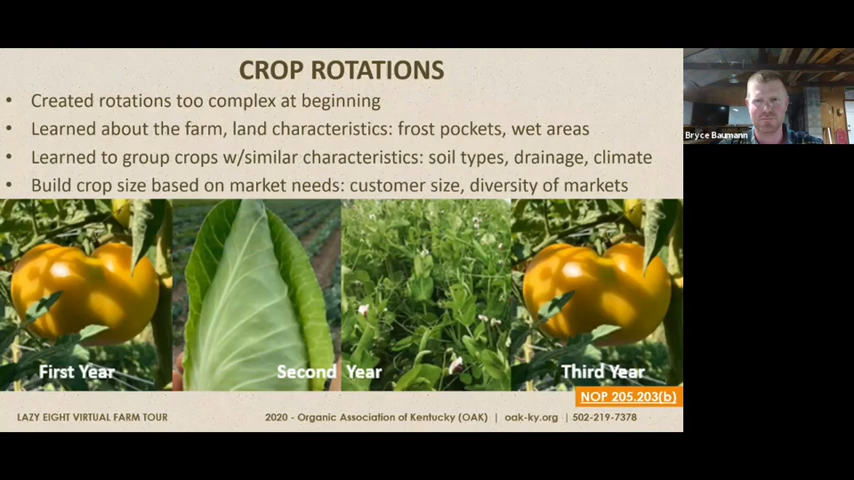 CROP ROTATIONS
• Created rotations too complex at beginning
• Learned about the farm, land characteristics: frost pockets, wet areas
• Learned to group crops w/similar characteristics: soil types, drainage, climate
• Build crop size based on market needs: customer size, diversity of markets
Bryce Baumann
First Year
Second Year
Third Year
NOP 205.203(b)
LAZY EIGHT VIRTUAL FARM TOUR
2020 - Organic Association of Kentucky (OAK) | oak-ky.org | 502-219-7378